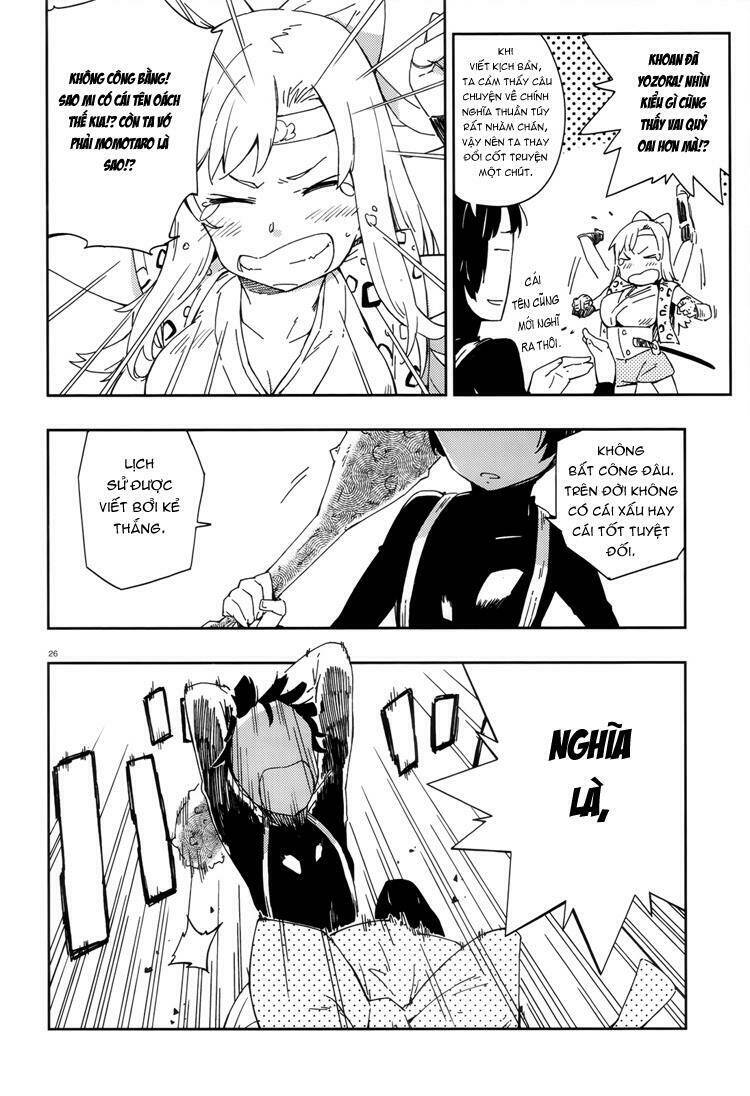 KHOAN ĐÃ
YOZORA! NHÌN
KIỂU GÌ CŨNG
THẤY VAI QUỶ
OAI HƠN MÀ!?
KHI
VIẾT KỊCH BẢN,
TA CẢM THẤY CÂU
CHUYỆN VỀ CHÍNH
NGHĨA THUẦN TÚY
RẤT NHÀM CHÁN,
VẬY NÊN TA THAY
ĐỔI CỐT TRUYỆN
MỘT CHÚT.
CÁI
TÊN CŨNG
MỚI NGHĨ
RA THÔI.
KHÔNG CÔNG BẰNG!
SAO MI CÓ CÁI TÊN OÁCH
THẾ KIA!? CÒN TA VỚ
PHẢI MOMOTARO LÀ
SAO!?
KHÔNG
BẤT CÔNG ĐÂU.
TRÊN ĐỜI KHÔNG
CÓ CÁI XẤU HAY
CÁI TỐT TUYỆT
ĐỐI.
LỊCH
SỬ ĐƯỢC
VIẾT BỞI KẺ
THẮNG.
26
NGHĨA
LÀ,